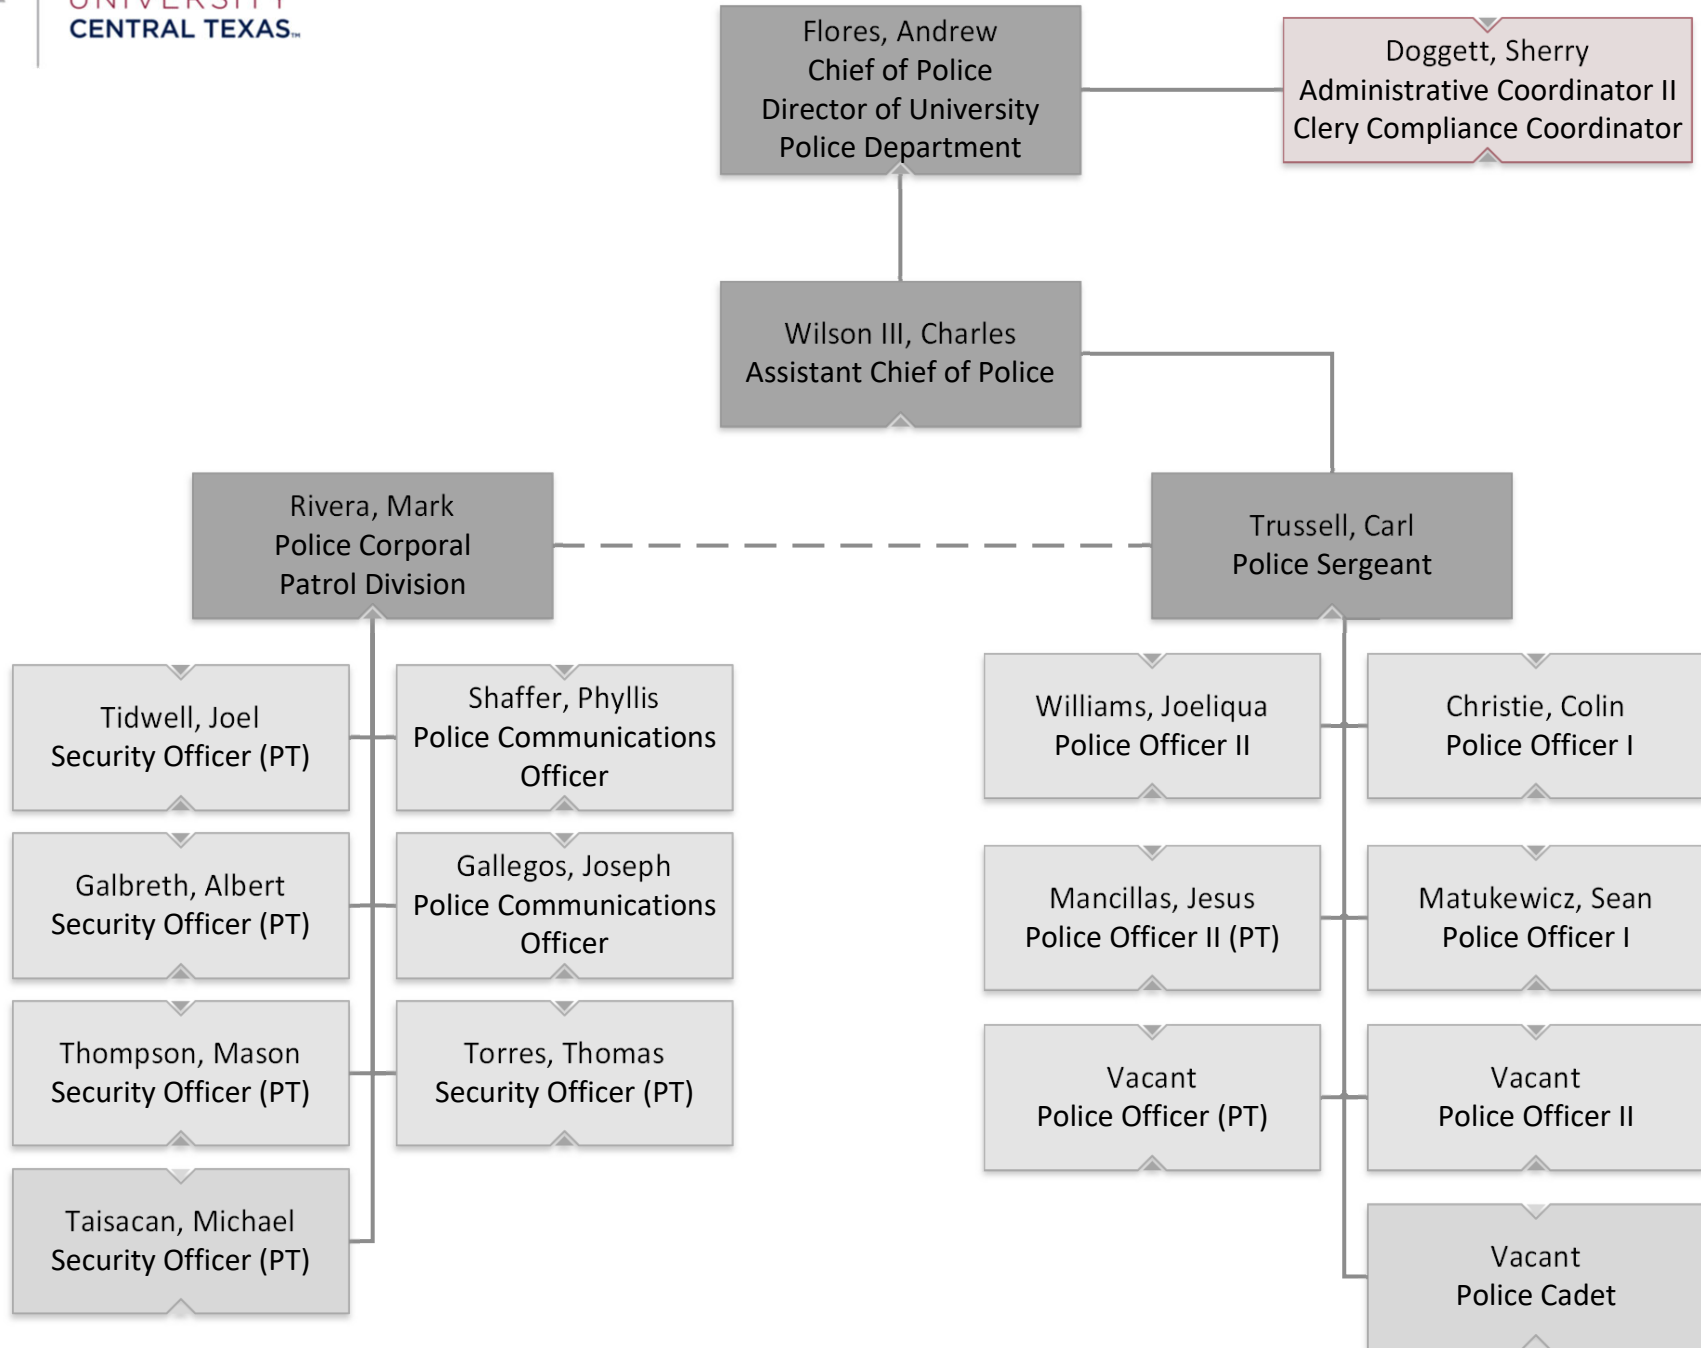 UNIVERSITY
CENTRAL TEXAS™
Flores, Andrew
Chief of Police
Director of University
Police Department
Doggett, Sherry
Administrative Coordinator II
Clery Compliance Coordinator
Wilson III, Charles
Assistant Chief of Police
Rivera, Mark
Police Corporal
Patrol Division
Trussell, Carl
Police Sergeant
Tidwell, Joel
Security Officer (PT)
Shaffer, Phyllis
Police Communications
Officer
Galbreth, Albert
Security Officer (PT)
Gallegos, Joseph
Police Communications
Officer
Thompson, Mason
Security Officer (PT)
Torres, Thomas
Security Officer (PT)
Taisacan, Michael
Security Officer (PT)
Williams, Joeliqua
Police Officer II
Christie, Colin
Police Officer I
Mancillas, Jesus
Police Officer II (PT)
Matukewicz, Sean
Police Officer I
Vacant
Police Officer (PT)
Vacant
Police Officer II
Vacant
Police Cadet